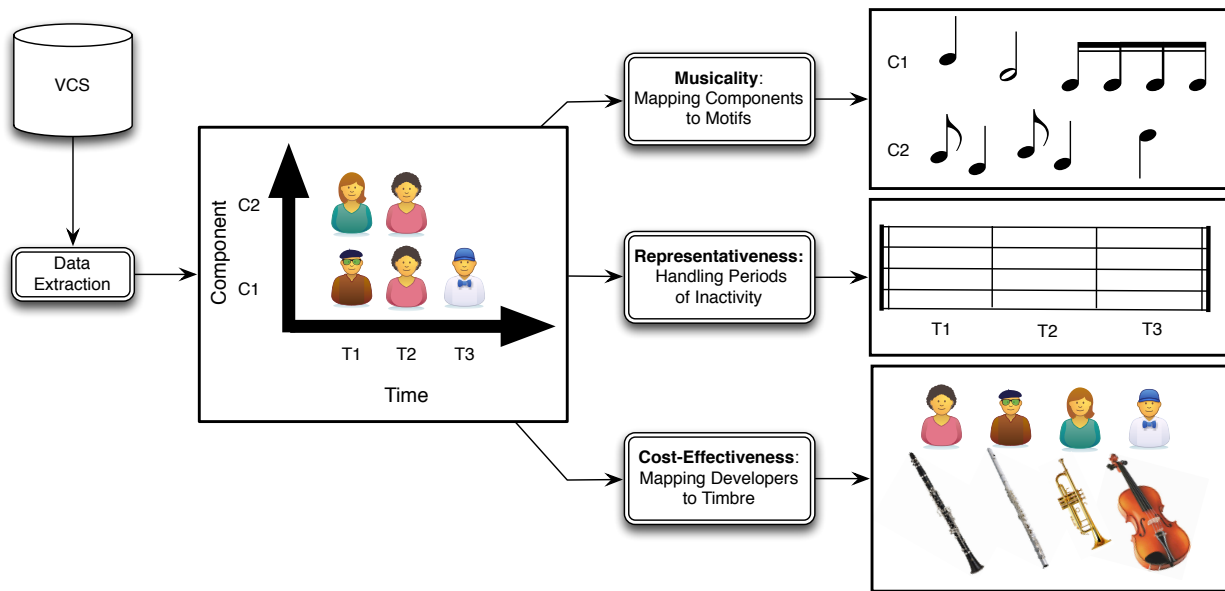 VCS
Data
Extraction
Component
C2
C1
T1
T2
T3
Time
Musicality:
Mapping Components
to Motifs
Representativeness:
Handling Periods
of Inactivity
Cost-Effectiveness:
Mapping Developers
to Timbre
C1
C2
T1
T2
T3